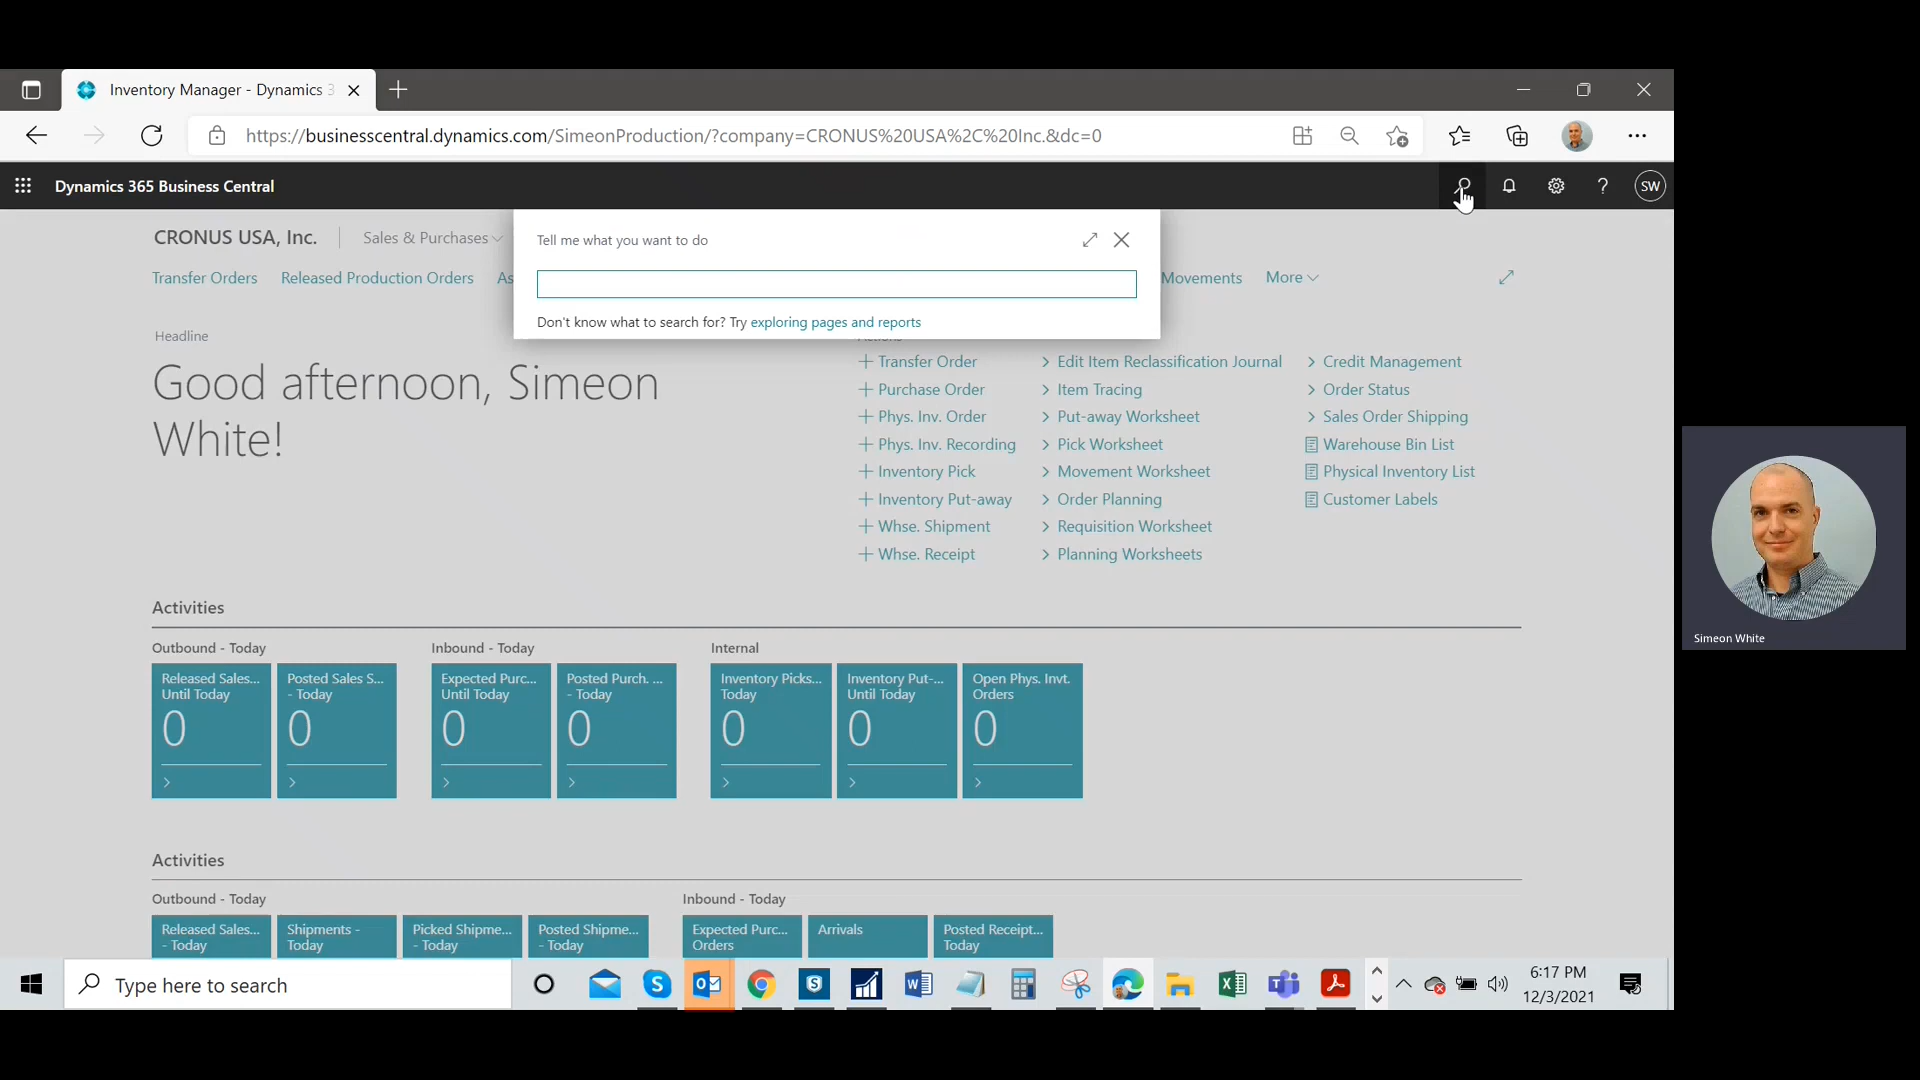 Inventory Manager - Dynamics 3
https://businesscentral.dynamics.com/SimeonProduction/?company=CRONUS%20USA%2C%20Inc.&dc=0
Dynamics 365 Business Central
SW
CRONUS USA, Inc.
Sales & Purchases
Tell me what you want to do
Transfer Orders
Released Production Orders
As
Movements
More
Don't know what to search for? Try exploring pages and reports
Headline
Good afternoon, Simeon
White!
Transfer Order
Purchase Order
Phys. Inv. Order
Phys. Inv. Recording
Inventory Pick
Inventory Put-away
Whse. Shipment
Whse. Receipt
Edit Item Reclassification Journal
Item Tracing
Put-away Worksheet
Pick Worksheet
Movement Worksheet
Order Planning
Requisition Worksheet
Planning Worksheets
Credit Management
Order Status
Sales Order Shipping
Warehouse Bin List
Physical Inventory List
Customer Labels
Activities
Outbound - Today
Released Sales...
Until Today
0
Posted Sales S...
- Today
0
Inbound - Today
Expected Purc...
Until Today
0
Posted Purch. ...
- Today
0
Internal
Inventory Picks...
Today
0
Inventory Put-...
Until Today
0
Open Phys. Invt.
Orders
0
Activities
Outbound - Today
Released Sales...
- Today
Shipments -
Today
Picked Shipme...
- Today
Posted Shipme...
- Today
Inbound - Today
Expected Purc...
Orders
Arrivals
Posted Receipt...
Today
Type here to search
6:17 PM
12/3/2021
Simeon White